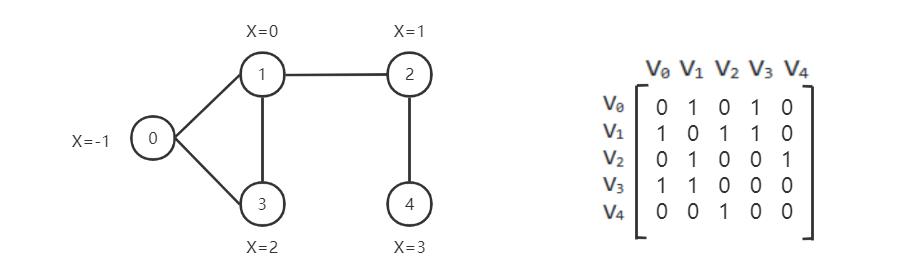 X=0 X=1
1 2
X=-1 0
3 4
X=2 X=3
V0 V1 V2 V3 V4
V0 0 1 0 1 0
V1 1 0 1 1 0
V2 0 1 0 0 1
V3 1 1 0 0 0
V4 0 0 1 0 0